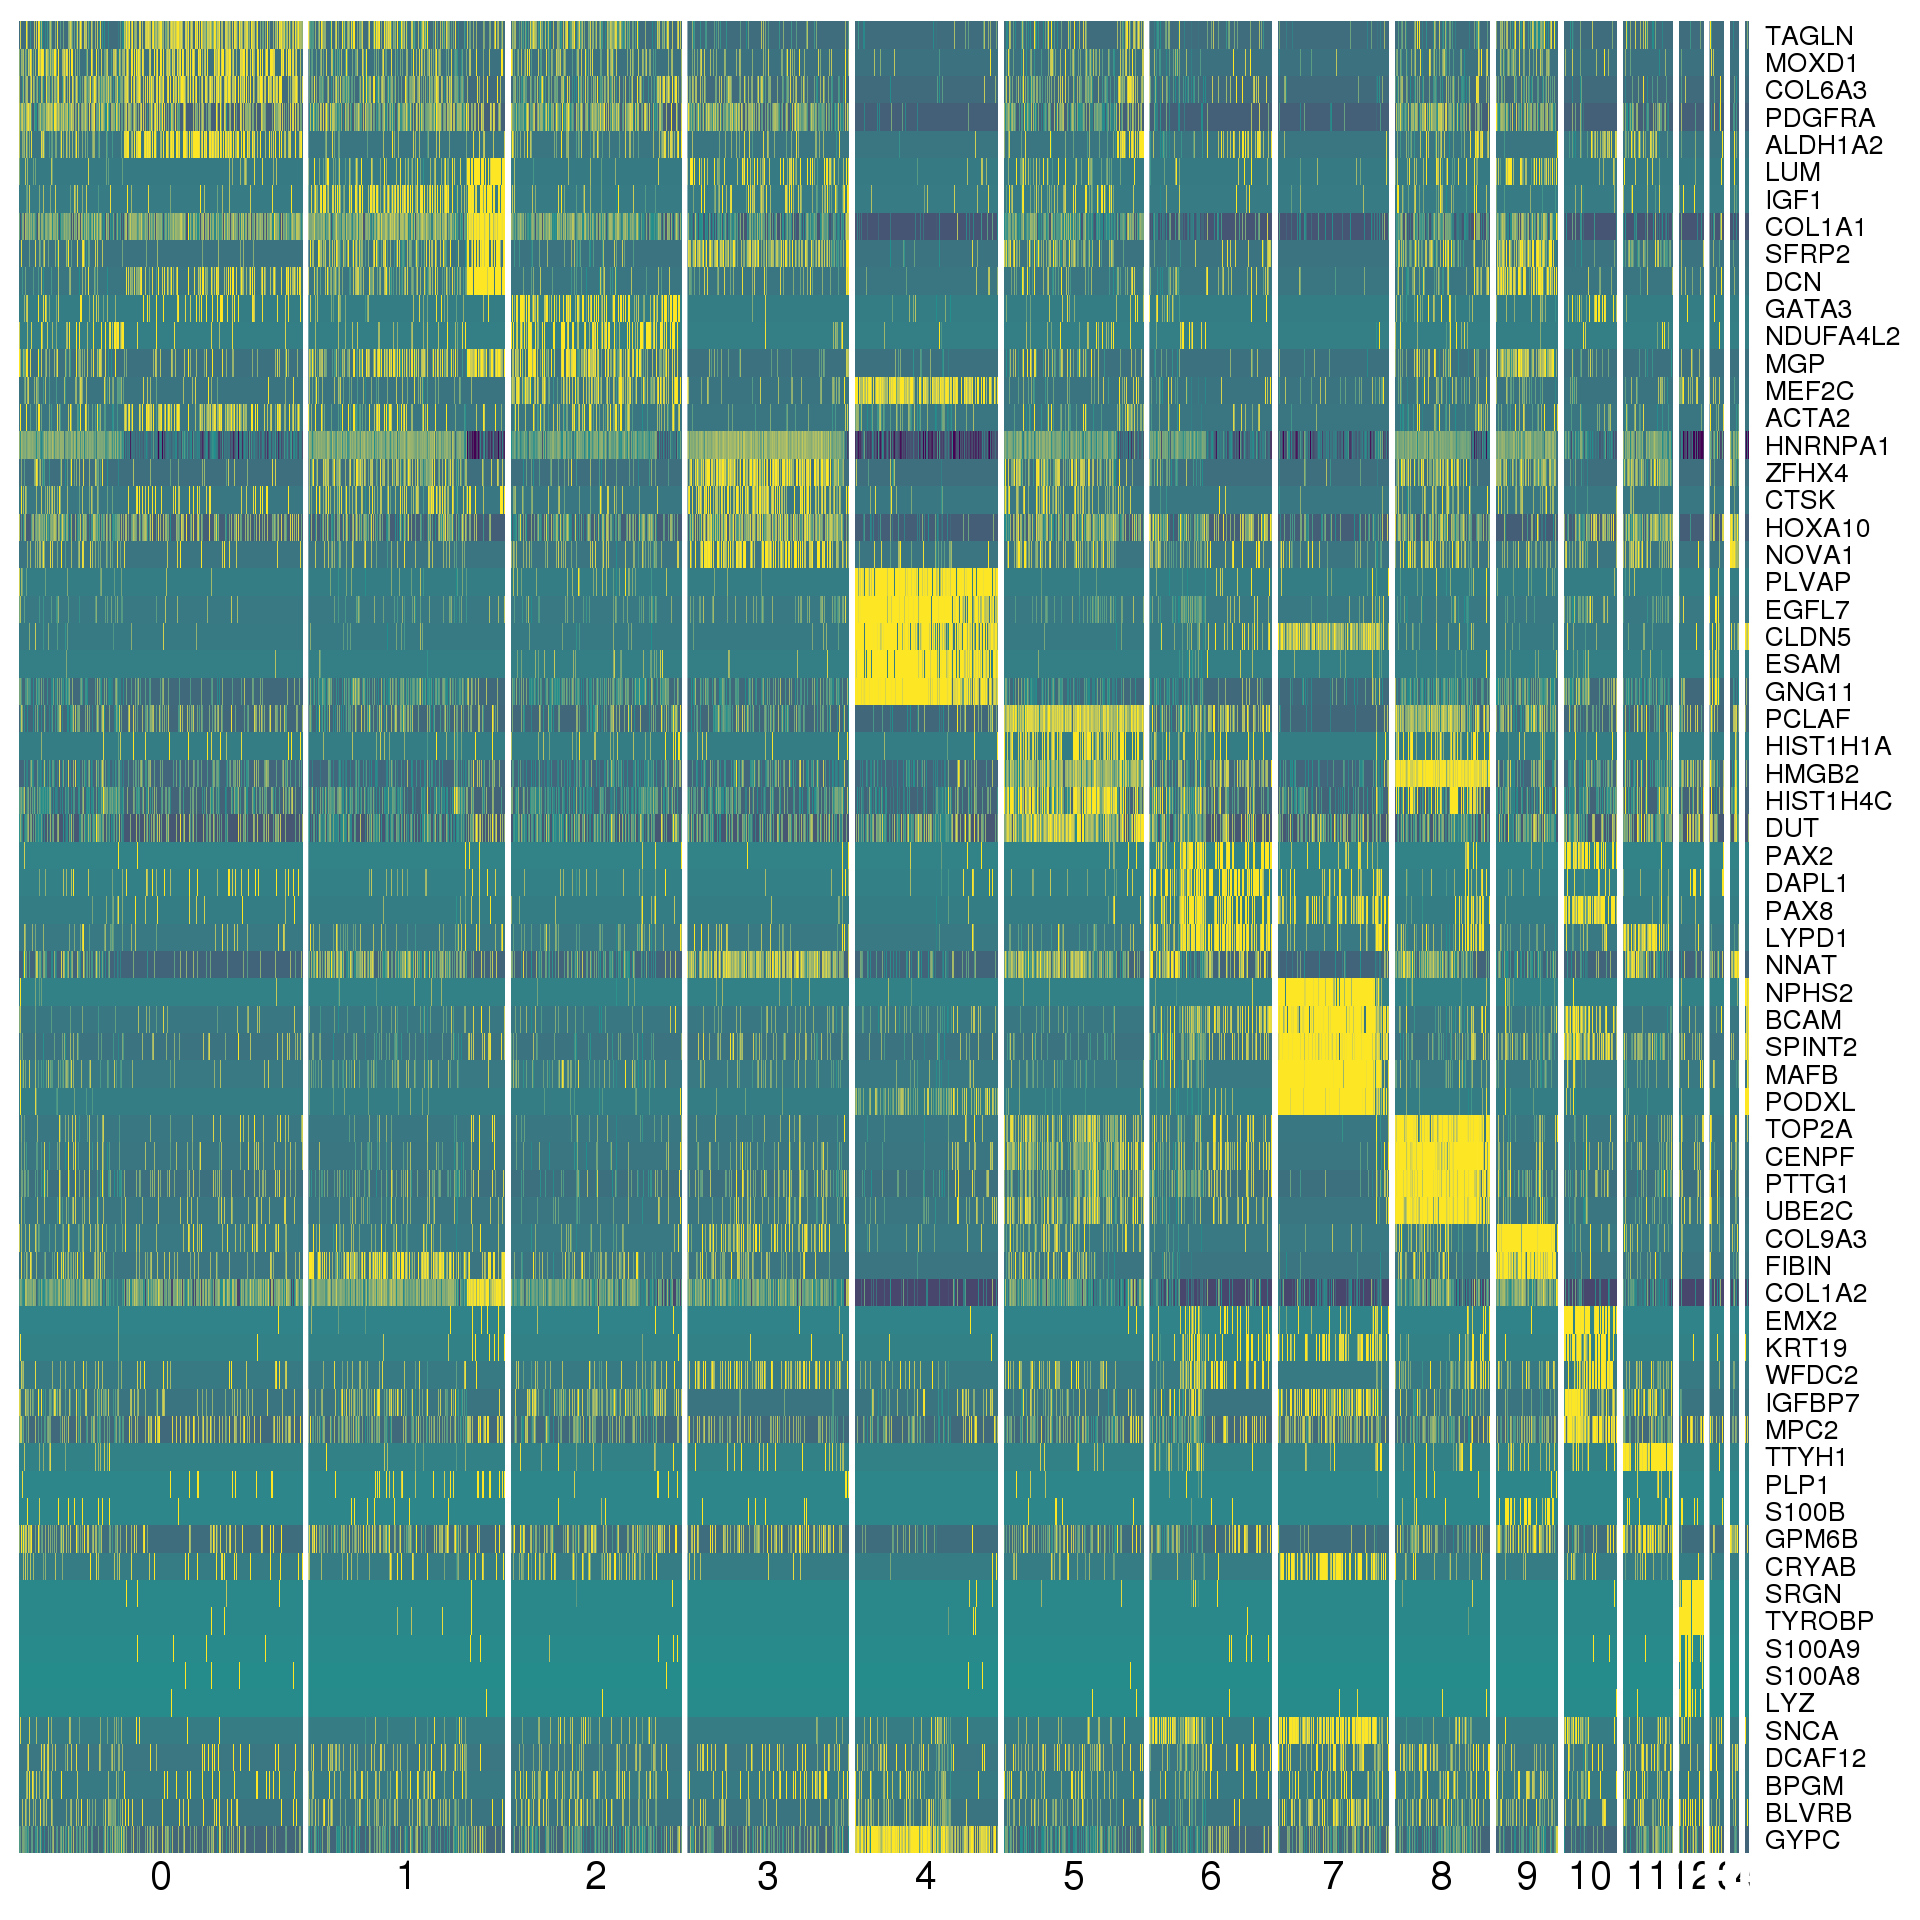 TAGLN
MOXD1
COL6A3
PDGFRA
ALDH1A2
LUM
IGF1
COL1A1
SFRP2
DCN
GATA3
NDUFA4L2
MGP
MEF2C
ACTA2
HNRNPA1
ZFHX4
CTSK
HOXA10
NOVA1
PLVAP
EGFL7
CLDN5
ESAM
GNG11
PCLAF
HIST1H1A
HMGB2
HIST1H4C
DUT
PAX2
DAPL1
PAX8
LYPD1
NNAT
NPHS2
BCAM
SPINT2
MAFB
PODXL
TOP2A
CENPF
PTTG1
UBE2C
COL9A3
FIBIN
COL1A2
EMX2
KRT19
WFDC2
IGFBP7
MPC2
TTYH1
PLP1
S100B
GPM6B
CRYAB
SRGN
TYROBP
S100A9
S100A8
LYZ
SNCA
DCAF12
BPGM
BLVRB
GYPC
0 1 2 3 4 5 6 7 8 9 10 11 12